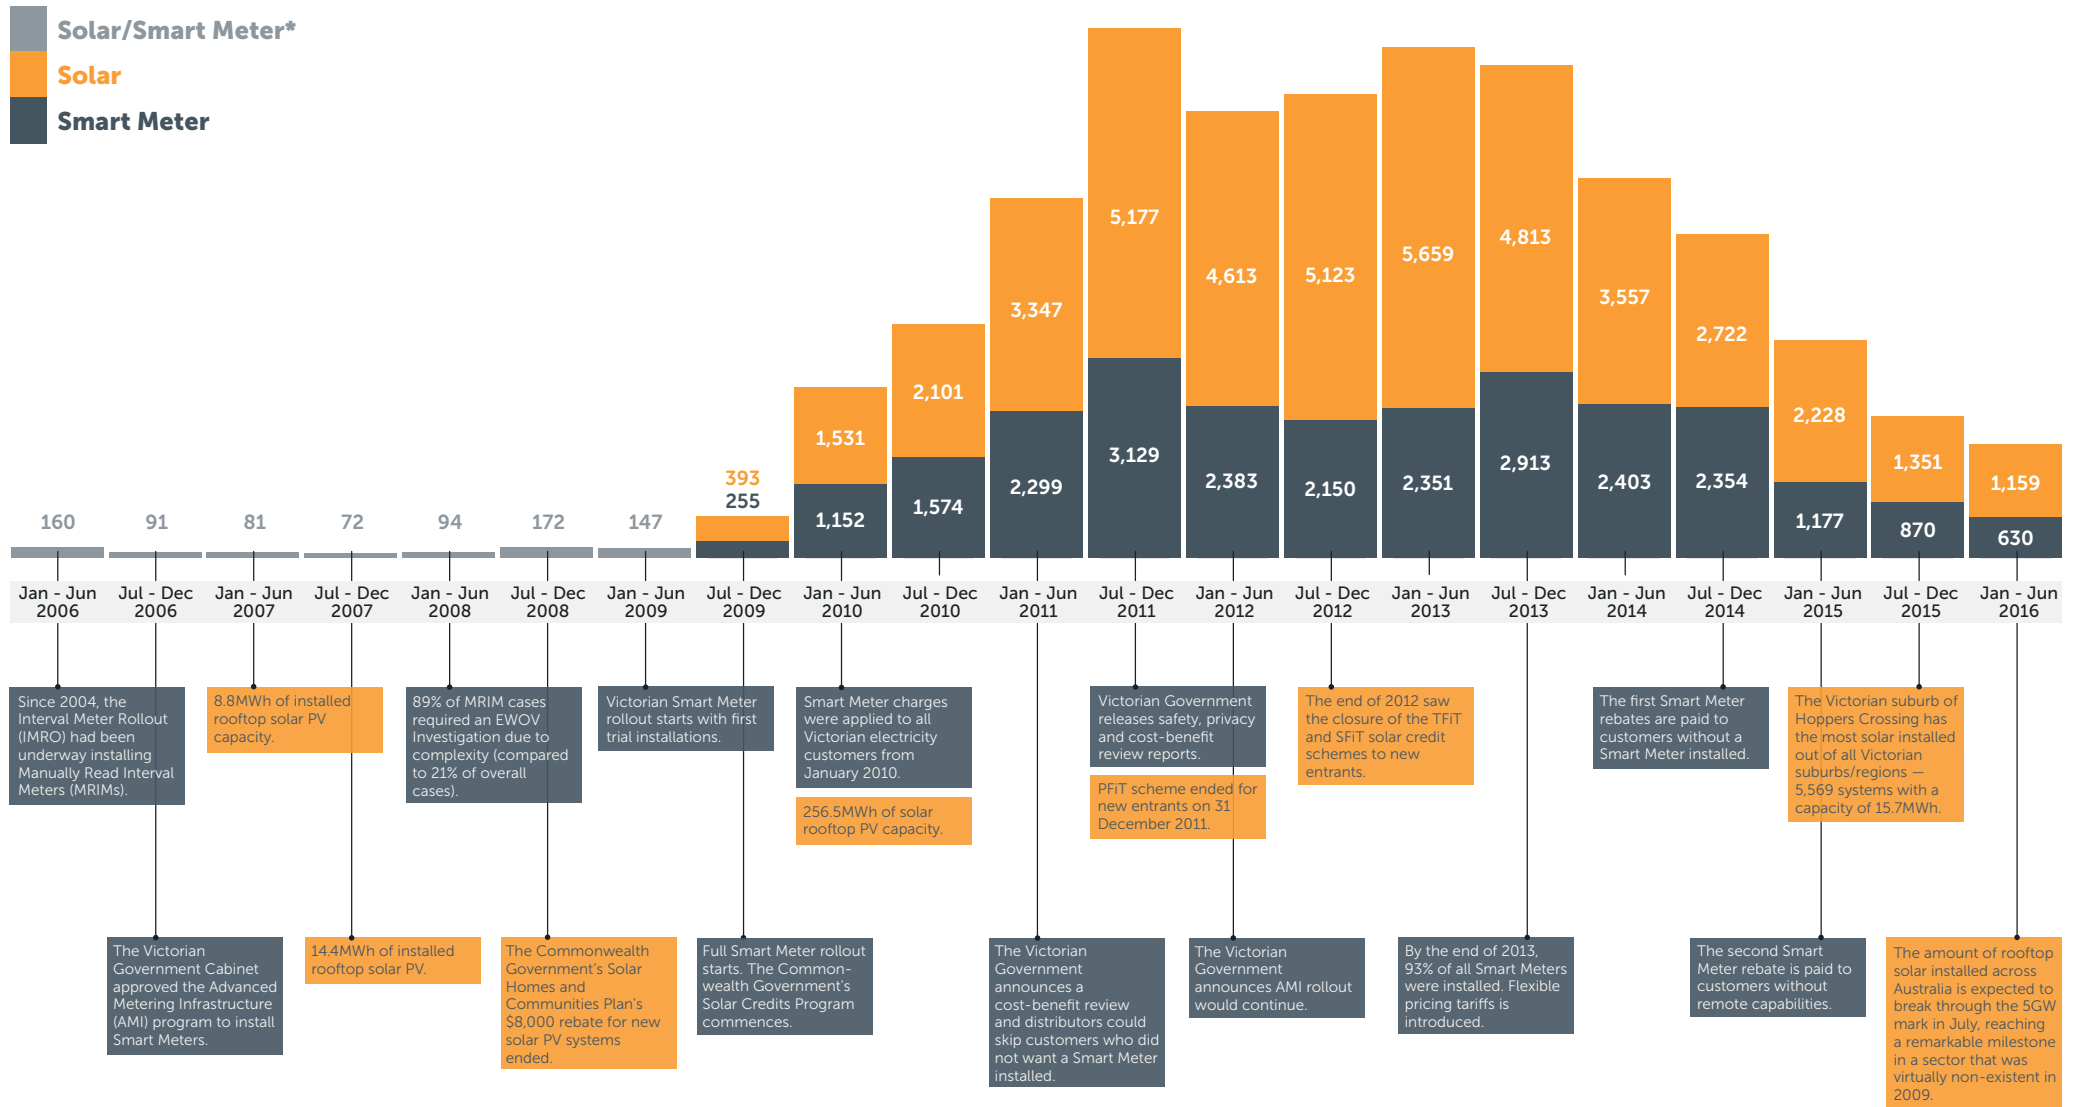 Solar/Smart Meter*
Solar
Smart Meter
160
91
81
72
94
172
147
393
255
1,531
1,152
2,101
1,574
3,347
2,299
5,177
3,129
4,613
2,383
5,123
2,150
5,659
2,351
4,813
2,913
3,557
2,403
2,722
2,354
2,228
1,177
1,351
870
1,159
630
Jan - Jun
2006
Jul - Dec
2006
Jan - Jun
2007
Jul - Dec
2007
Jan - Jun
2008
Jul - Dec
2008
Jan - Jun
2009
Jul - Dec
2009
Jan - Jun
2010
Jul - Dec
2010
Jan - Jun
2011
Jul - Dec
2011
Jan - Jun
2012
Jul - Dec
2012
Jan - Jun
2013
Jul - Dec
2013
Jan - Jun
2014
Jul - Dec
2014
Jan - Jun
2015
Jul - Dec
2015
Jan - Jun
2016
Since 2004, the
Interval Meter Rollout
(IMRO) had been
underway installing
Manually Read Interval
Meters (MRIMs).
8.8MWh of installed
rooftop solar PV
capacity.
89% of MRIM cases
required an EWOV
Investigation due to
complexity (compared
to 21% of overall
cases).
Victorian Smart Meter
rollout starts with first
trial installations.
Smart Meter charges
were applied to all
Victorian electricity
customers from
January 2010.
256.5MWh of solar
rooftop PV capacity.
Victorian Government
releases safety, privacy
and cost-benefit
review reports.
PFiT scheme ended for
new entrants on 31
December 2011.
The end of 2012 saw
the closure of the TFiT
and SFiT solar credit
schemes to new
entrants.
The first Smart Meter
rebates are paid to
customers without a
Smart Meter installed.
The Victorian suburb of
Hoppers Crossing has
the most solar installed
out of all Victorian
suburbs/regions —
5,569 systems with a
capacity of 15.7MWh.
The Victorian
Government Cabinet
approved the Advanced
Metering Infrastructure
(AMI) program to install
Smart Meters.
14.4MWh of installed
rooftop solar PV.
The Commonwealth
Government's Solar
Homes and
Communities Plan's
$8,000 rebate for new
solar PV systems
ended.
Full Smart Meter rollout
starts. The Common-
wealth Government's
Solar Credits Program
commences.
The Victorian
Government
announces a
cost-benefit review
and distributors could
skip customers who did
not want a Smart Meter
installed.
The Victorian
Government
announces AMI rollout
would continue.
By the end of 2013,
93% of all Smart Meters
were installed. Flexible
pricing tariffs is
introduced.
The second Smart
Meter rebate is paid to
customers without
remote capabilities.
The amount of rooftop
solar installed across
Australia is expected to
break through the 5GW
mark in July, reaching
a remarkable milestone
in a sector that was
virtually non-existent in
2009.